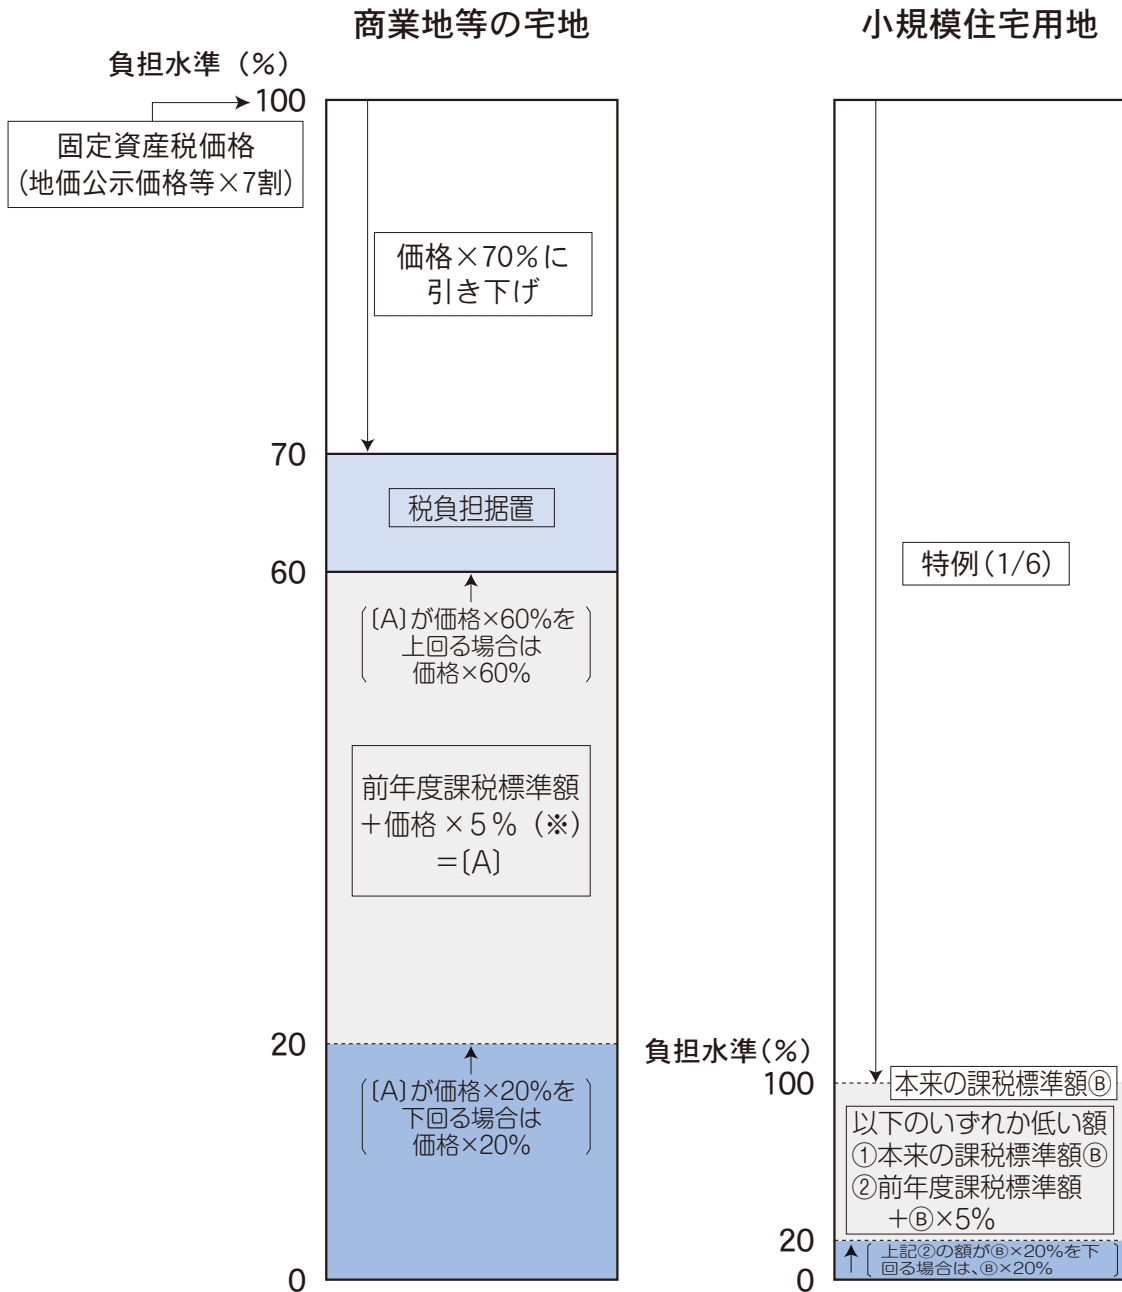 商業地等の宅地
小規模住宅用地
負担水準（%）
100
固定資産税価格
(地価公示価格等×7割)
価格×70%に
引き下げ
70
税負担据置
60
〔A〕が価格×60%を
上回る場合は
価格×60%
前年度課税標準額
＋価格×5%（※）
＝〔A〕
20
〔A〕が価格×20%を
下回る場合は
価格×20%
0
特例(1/6)
負担水準(%)
100
本来の課税標準額Ⓑ
以下のいずれか低い額
①本来の課税標準額Ⓑ
②前年度課税標準額
＋Ⓑ×5%
20
上記②の額がⒷ×20%を下
回る場合は、Ⓑ×20%
0